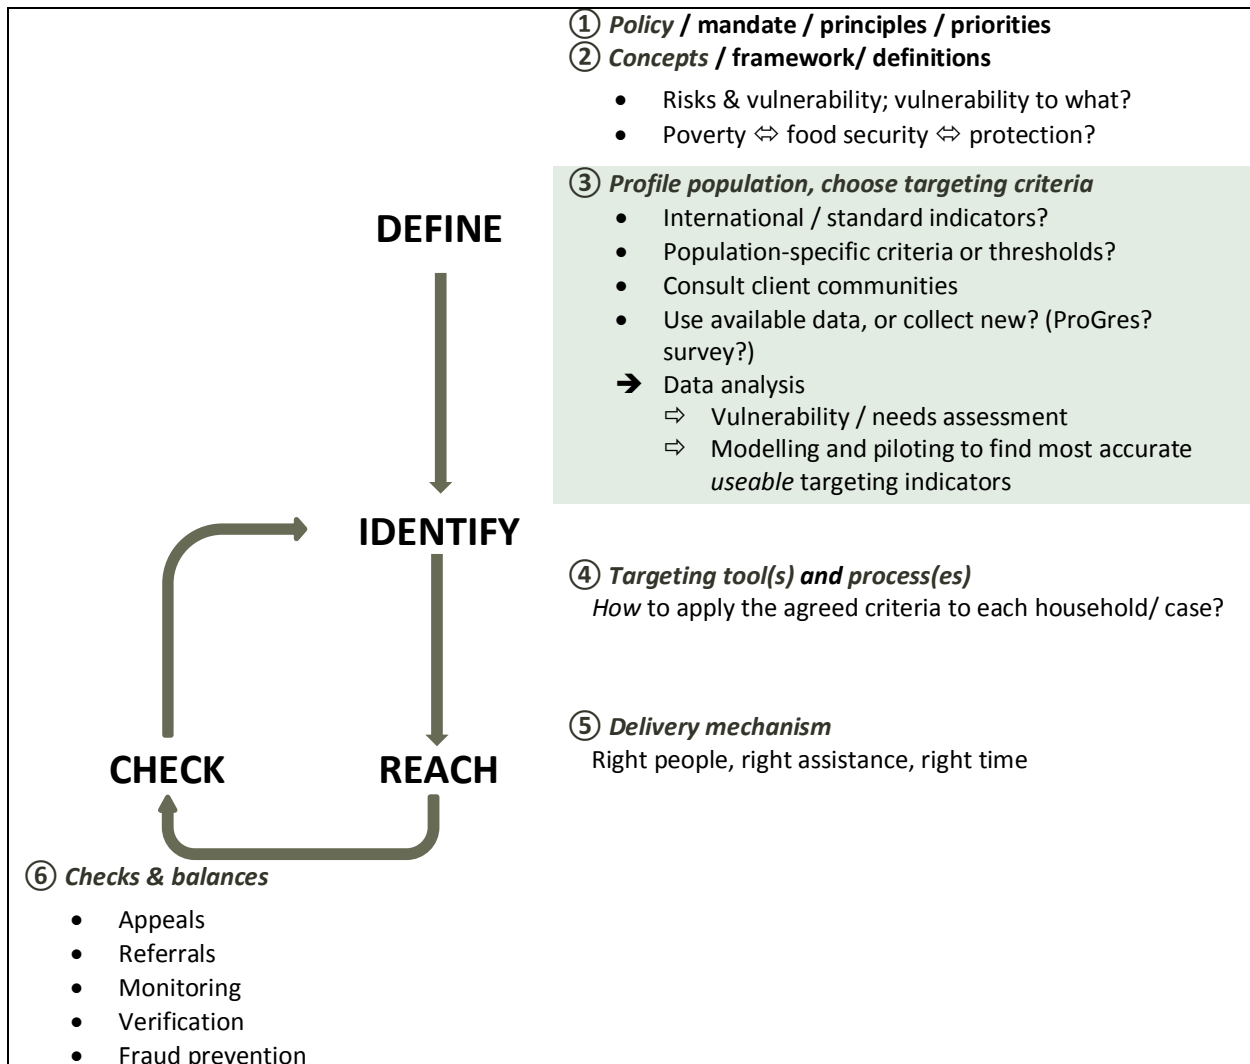 ① Policy / mandate / principles / priorities
② Concepts / framework/ definitions
• Risks & vulnerability; vulnerability to what?
• Poverty ⇔ food security ⇔ protection?
③ Profile population, choose targeting criteria
• International / standard indicators?
• Population-specific criteria or thresholds?
• Consult client communities
• Use available data, or collect new? (ProGres?
survey?)
➔ Data analysis
⇨ Vulnerability / needs assessment
⇨ Modelling and piloting to find most accurate
useable targeting indicators
DEFINE
IDENTIFY
④ Targeting tool(s) and process(es)
How to apply the agreed criteria to each household/ case?
⑤ Delivery mechanism
Right people, right assistance, right time
CHECK
REACH
⑥ Checks & balances
• Appeals
• Referrals
• Monitoring
• Verification
• Fraud prevention